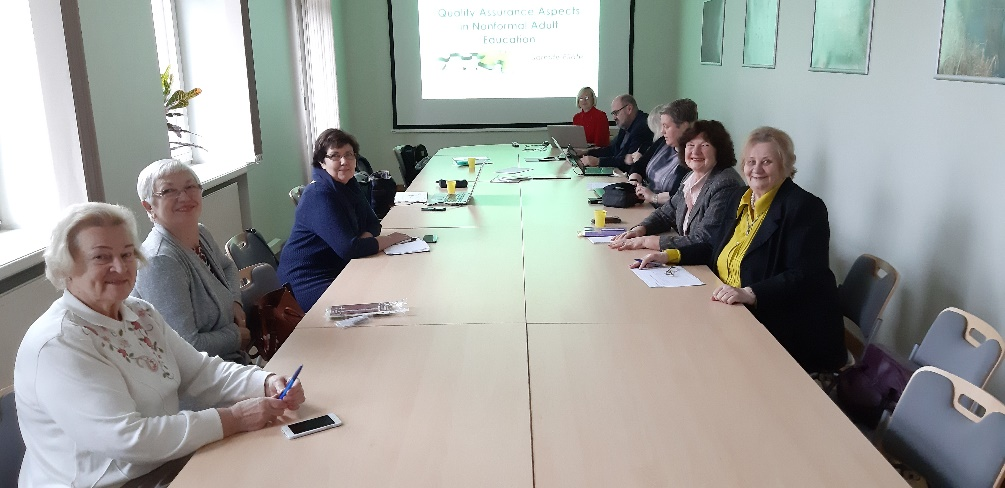 Quality Assurance Aspects
in Nonformal Adult
Education